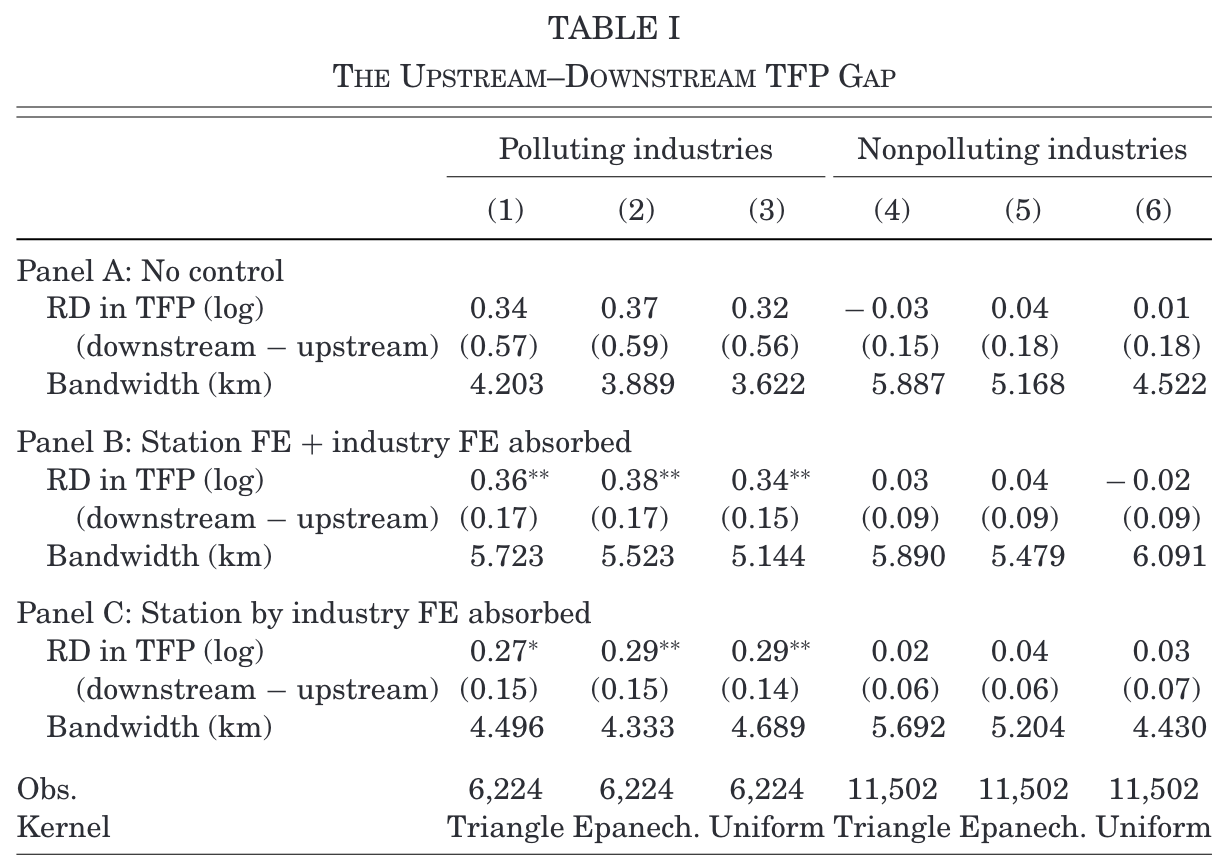 TABLE I
THE UPSTREAM–DOWNSTREAM TFP GAP
Polluting industries Nonpolluting industries
(1) (2) (3) (4) (5) (6)
Panel A: No control
RD in TFP (log) 0.34 0.37 0.32 − 0.03 0.04 0.01
(downstream − upstream) (0.57) (0.59) (0.56) (0.15) (0.18) (0.18)
Bandwidth (km) 4.203 3.889 3.622 5.887 5.168 4.522
Panel B: Station FE + industry FE absorbed
RD in TFP (log) 0.36** 0.38** 0.34** 0.03 0.04 − 0.02
(downstream − upstream) (0.17) (0.17) (0.15) (0.09) (0.09) (0.09)
Bandwidth (km) 5.723 5.523 5.144 5.890 5.479 6.091
Panel C: Station by industry FE absorbed
RD in TFP (log) 0.27* 0.29** 0.29** 0.02 0.04 0.03
(downstream − upstream) (0.15) (0.15) (0.14) (0.06) (0.06) (0.07)
Bandwidth (km) 4.496 4.333 4.689 5.692 5.204 4.430
Obs. 6,224 6,224 6,224 11,502 11,502 11,502
Kernel Triangle Epanech. Uniform Triangle Epanech. Uniform